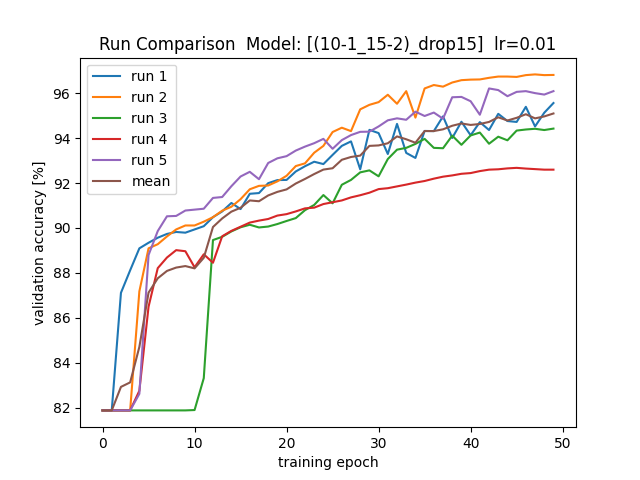 Run Comparison  Model: [(10-1_15-2)_drop15]  lr=0.01
run 1
run 2
run 3
run 4
run 5
mean
validation accuracy [%]
96
94
92
90
88
86
84
82
0 10 20 30 40 50
training epoch